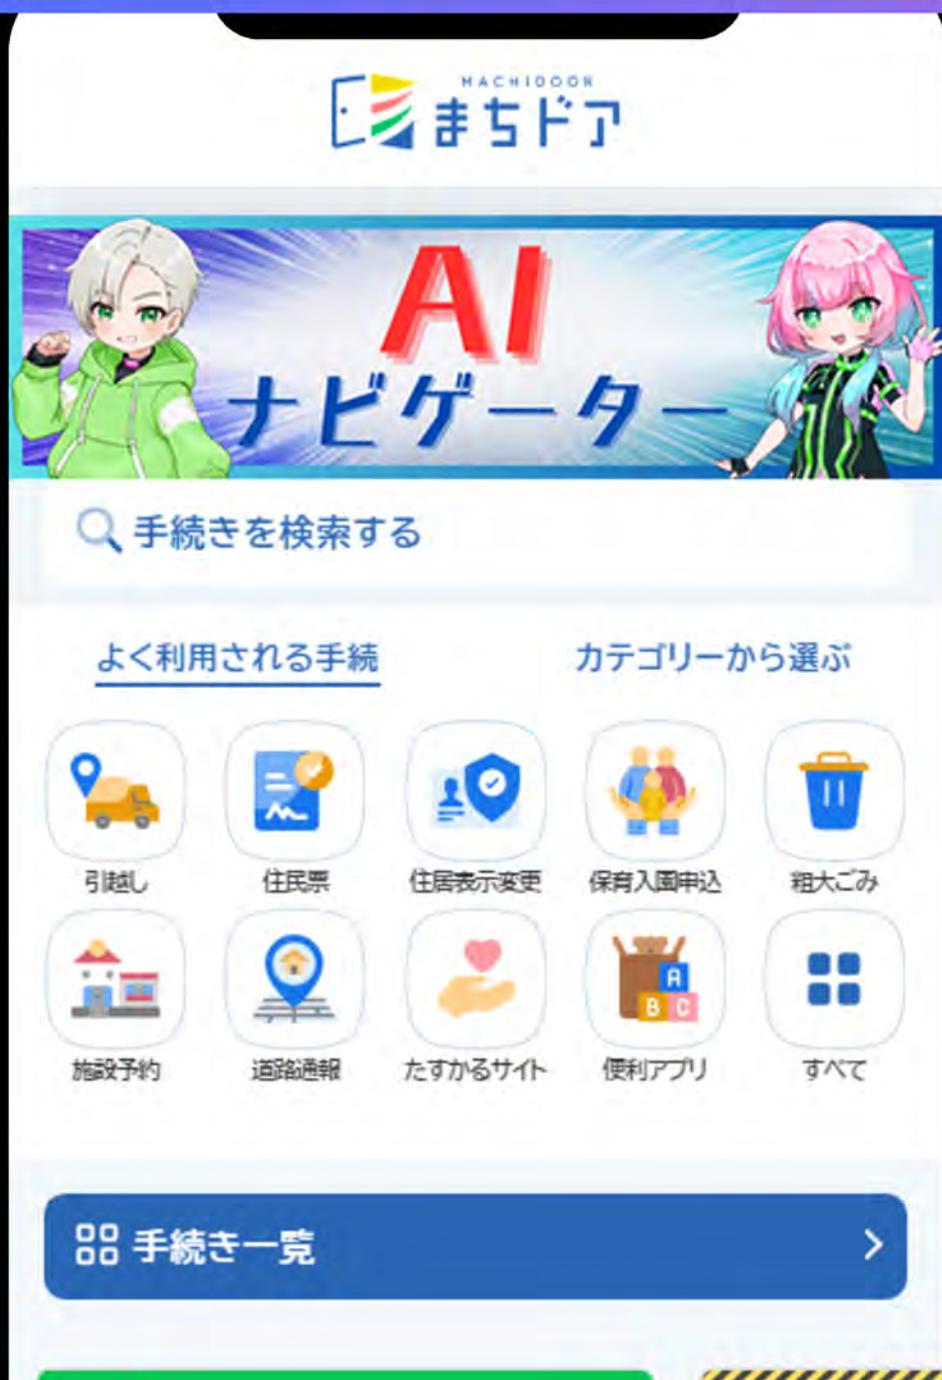 MACHIDOOR
まちドア
AI
ナビゲーター
手続きを検索する
よく利用される手続
カテゴリーから選ぶ
引越し
住民票
住居表示変更
保育入園申込
粗大ごみ
A
B C
施設予約
道路通報
たすかるサイト
便利アプリ
すべて
手続き一覧